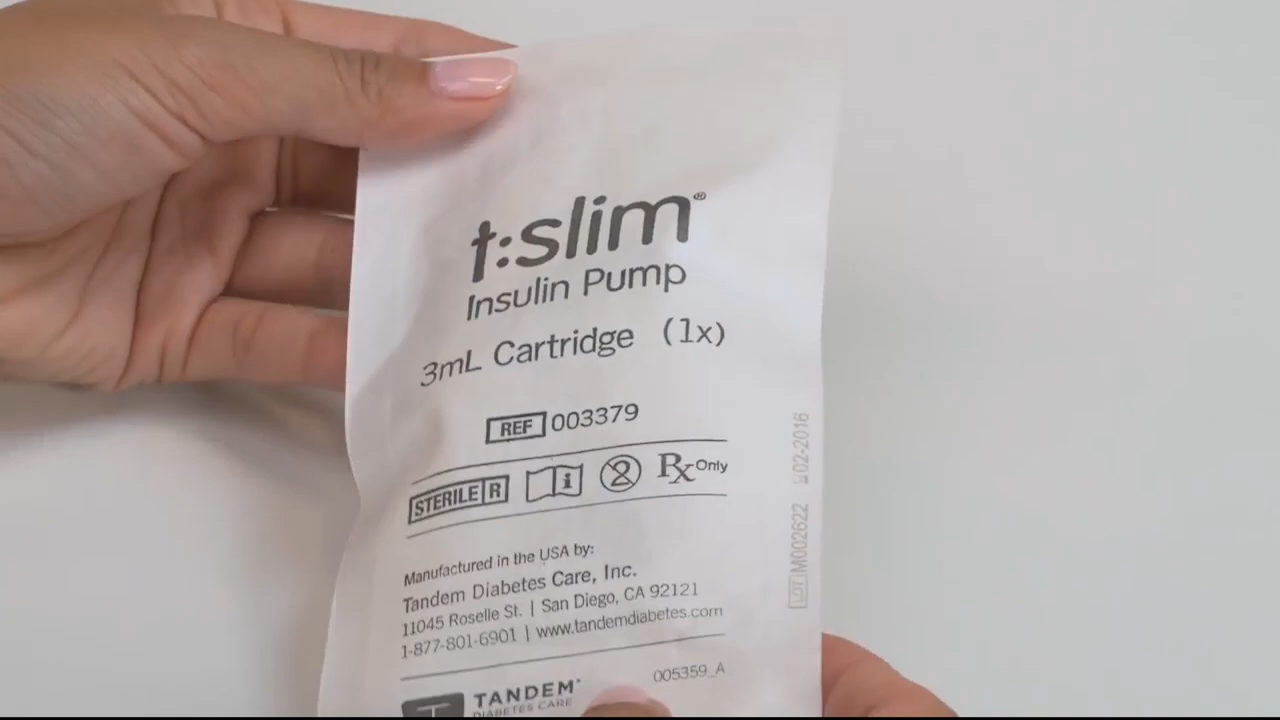 t:slim®
Insulin Pump
3mL Cartridge (1x)
REF 003379
STERILE R
2
Rx Only
Manufactured in the USA by:
Tandem Diabetes Care, Inc.
11045 Roselle St. | San Diego, CA 92121
1-877-801-6901 | www.tandemdiabetes.com
005359_A
TANDEM
DIABETES CARE
LOT M002622 02-2016